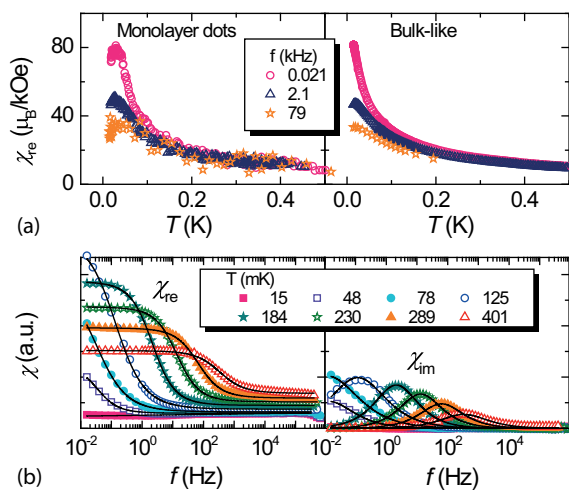 Monolayer dots
Bulk-like
f (kHz)
0.021
2.1
79
80
40
0
χre (μB/kOe)
0.0 0.2 0.4
0.0 0.2 0.4
T (K)
T (K)
(a)
T (mK)
15 48 78 125
184 230 289 401
χre
χim
χ(a.u.)
10-2 100 102 104
10-2 100 102 104
f (Hz)
f (Hz)
(b)